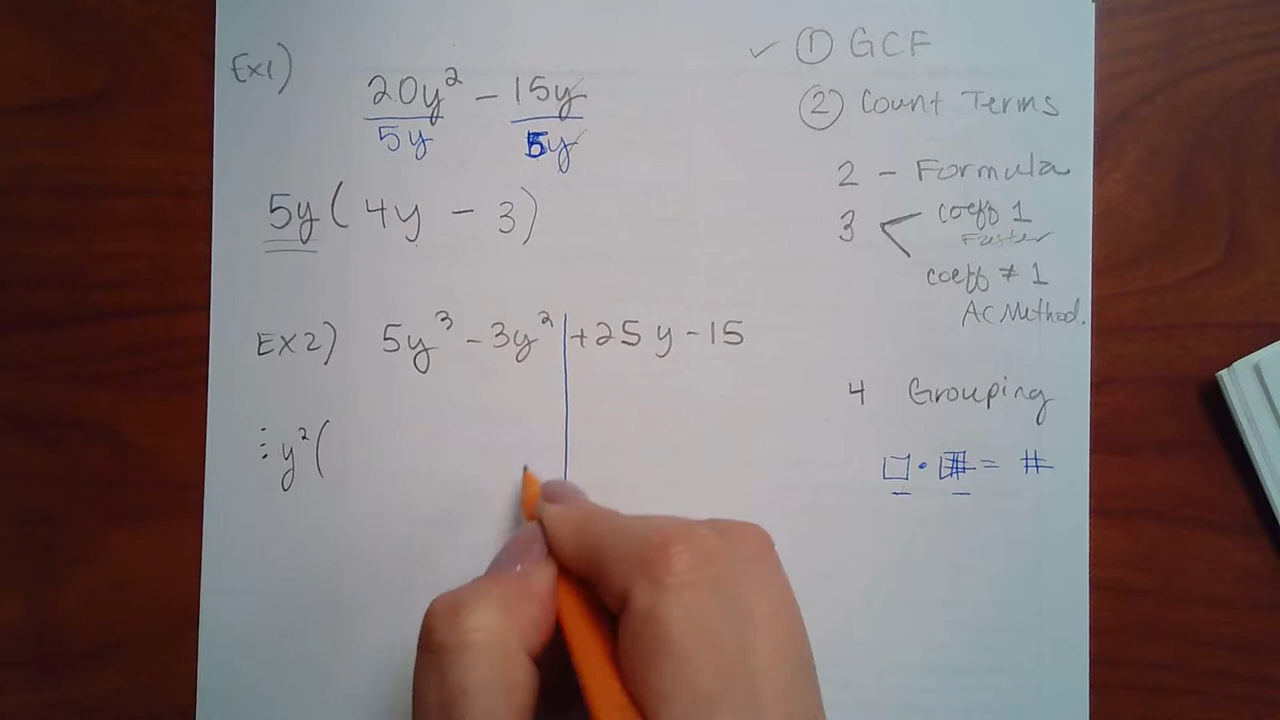 Ex1)
20y² - 15y
5y 5y
5y(4y - 3)
EX2) 5y³ - 3y² + 25y - 15
: y²(
✓ ① GCF
② Count Terms
2 - Formula
3 < coeff 1
Faster
coeff ≠ 1
AC Method.
4 Grouping
□ · # = #